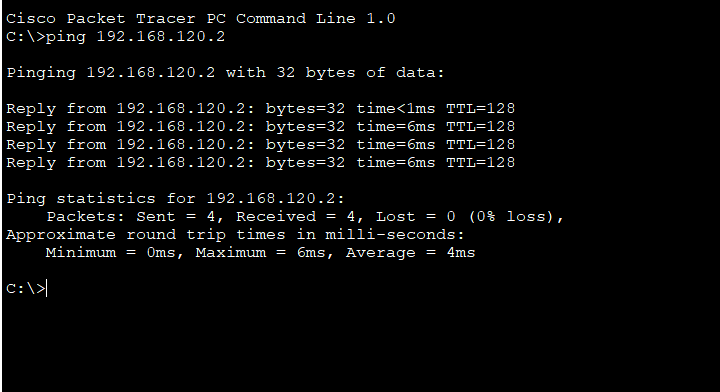 Cisco Packet Tracer PC Command Line 1.0
C:\>ping 192.168.120.2
Pinging 192.168.120.2 with 32 bytes of data:
Reply from 192.168.120.2: bytes=32 time<1ms TTL=128
Reply from 192.168.120.2: bytes=32 time=6ms TTL=128
Reply from 192.168.120.2: bytes=32 time=6ms TTL=128
Reply from 192.168.120.2: bytes=32 time=6ms TTL=128
Ping statistics for 192.168.120.2:
    Packets: Sent = 4, Received = 4, Lost = 0 (0% loss),
Approximate round trip times in milli-seconds:
    Minimum = 0ms, Maximum = 6ms, Average = 4ms
C:\>